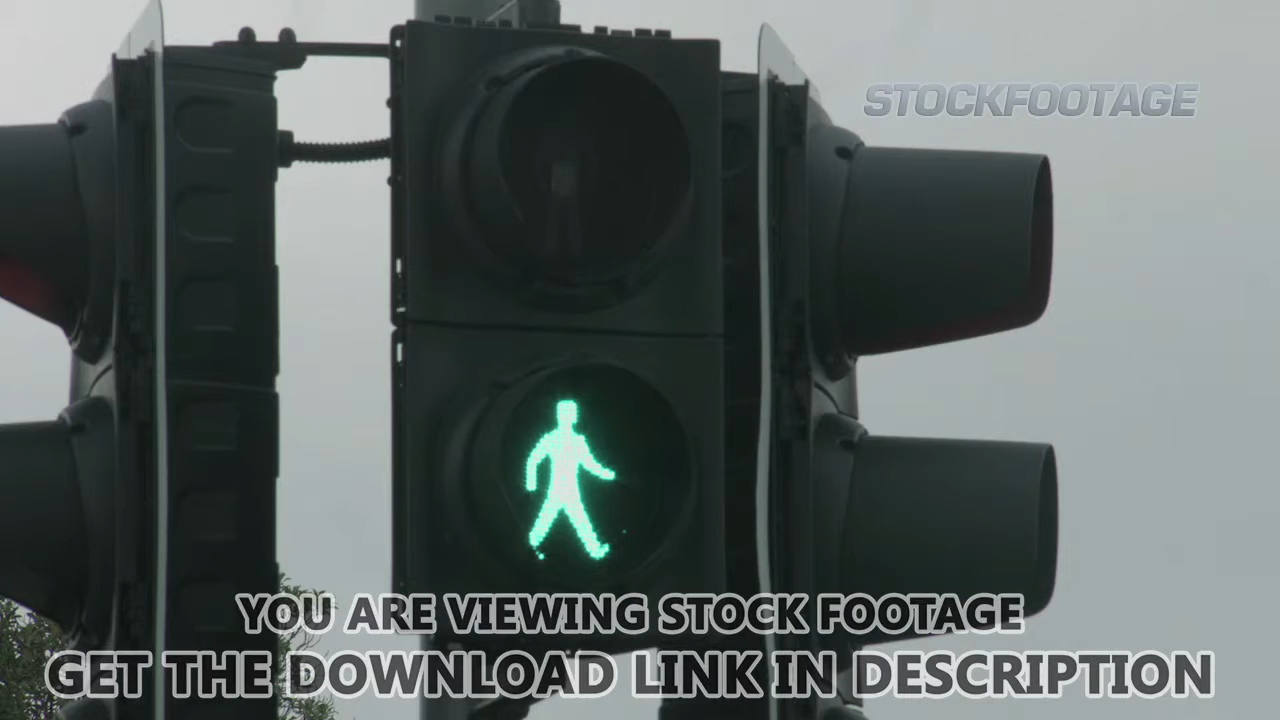 STOCKFOOTAGE
YOU ARE VIEWING STOCK FOOTAGE
GET THE DOWNLOAD LINK IN DESCRIPTION